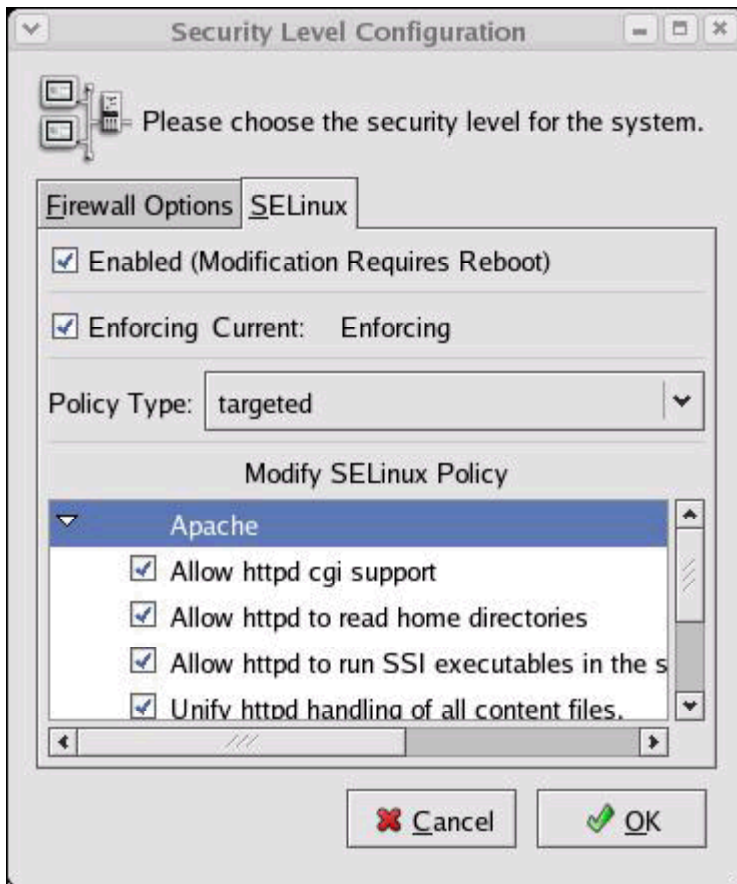 Security Level Configuration
Please choose the security level for the system.
Firewall Options SELinux
Enabled (Modification Requires Reboot)
Enforcing Current: Enforcing
Policy Type: targeted
Modify SELinux Policy
Apache
Allow httpd cgi support
Allow httpd to read home directories
Allow httpd to run SSI executables in the s
Unify httpd handling of all content files.
Cancel OK